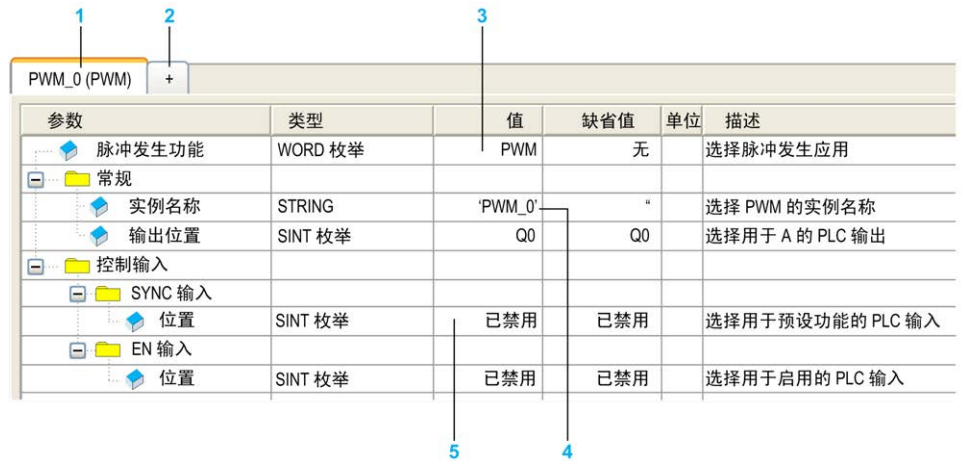 1 2 3
PWM_0 (PWM) +
参数 类型 值 缺省值 单位 描述
脉冲发生功能 WORD 枚举 PWM 无 选择脉冲发生应用
常规
实例名称 STRING 'PWM_0' “ 选择 PWM 的实例名称
输出位置 SINT 枚举 Q0 Q0 选择用于 A 的 PLC 输出
控制输入
SYNC 输入
位置 SINT 枚举 已禁用 已禁用 选择用于预设功能的 PLC 输入
EN 输入
位置 SINT 枚举 已禁用 已禁用 选择用于启用的 PLC 输入
5 4